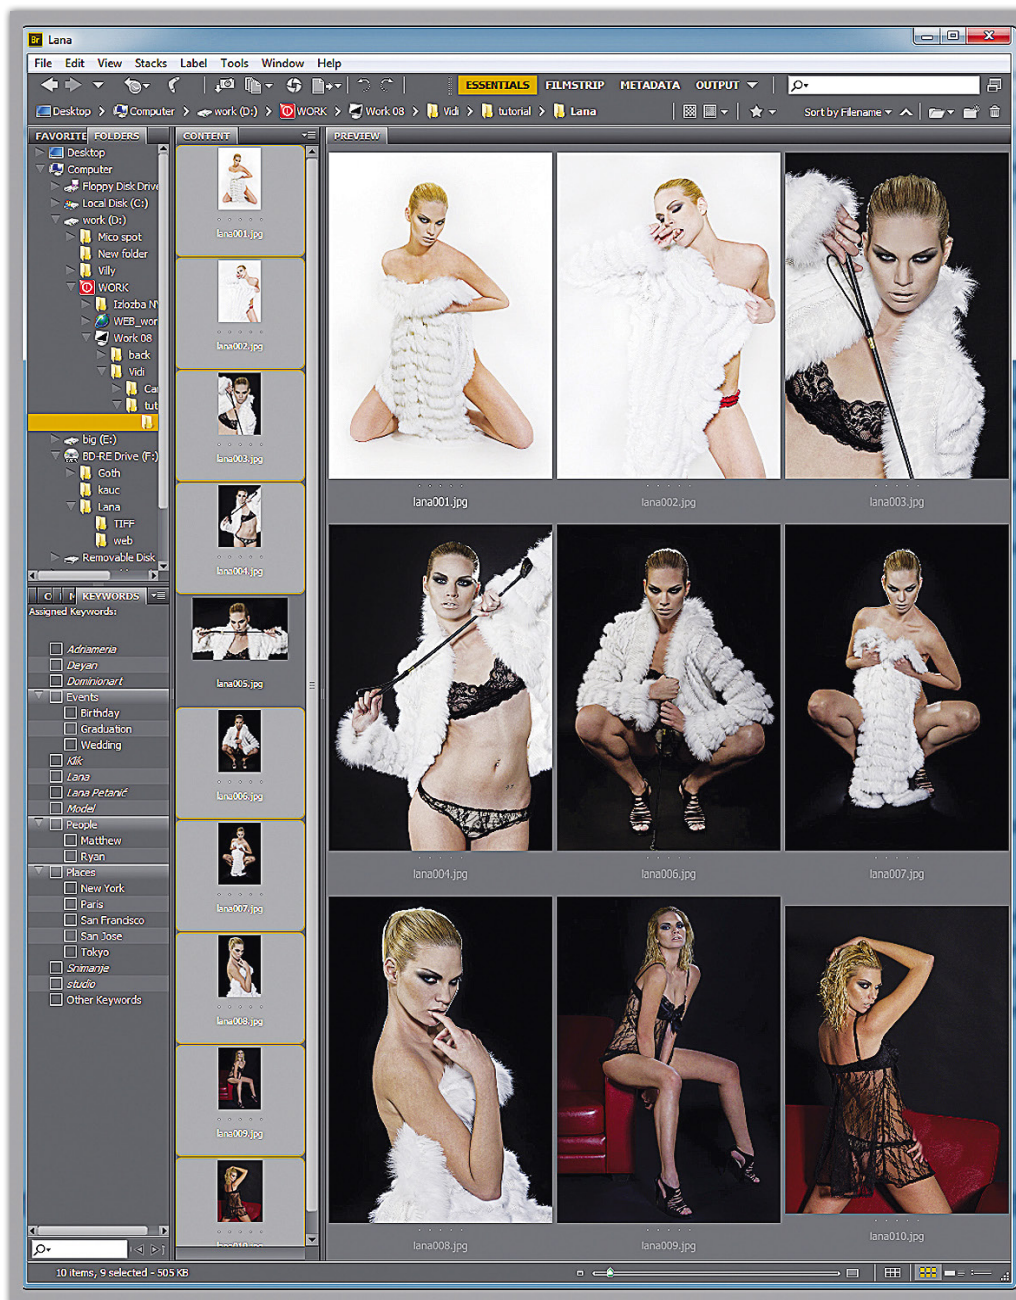 Br Lana
File Edit View Stacks Label Tools Window Help
ESSENTIALS FILMSTRIP METADATA OUTPUT
Desktop Computer work (D:) WORK Work 08 Vidi tutorial Lana Sort by Filename
FAVORITE FOLDERS
Desktop
Computer
Floppy Disk Drive
Local Disk (C:)
work (D:)
Mico spot
New folder
Villy
WORK
Izlozba N
WEB_wor
Work 08
back
Vidi
Ca
tut
big (E:)
BD-RE Drive (F:)
Goth
kauc
Lana
TIFF
web
Removable Disk
KEYWORDS
Assigned Keywords:
Adriameria
Deyan
Dominionart
Events
Birthday
Graduation
Wedding
Klik
Lana
Lana Petanić
Model
People
Matthew
Ryan
Places
New York
Paris
San Francisco
San Jose
Tokyo
Snimanje
studio
Other Keywords
CONTENT
lana001.jpg
lana002.jpg
lana003.jpg
lana004.jpg
lana005.jpg
lana006.jpg
lana007.jpg
lana008.jpg
lana009.jpg
lana010.jpg
PREVIEW
lana001.jpg lana002.jpg lana003.jpg
lana004.jpg lana006.jpg lana007.jpg
lana008.jpg lana009.jpg lana010.jpg
10 items, 9 selected - 505 KB